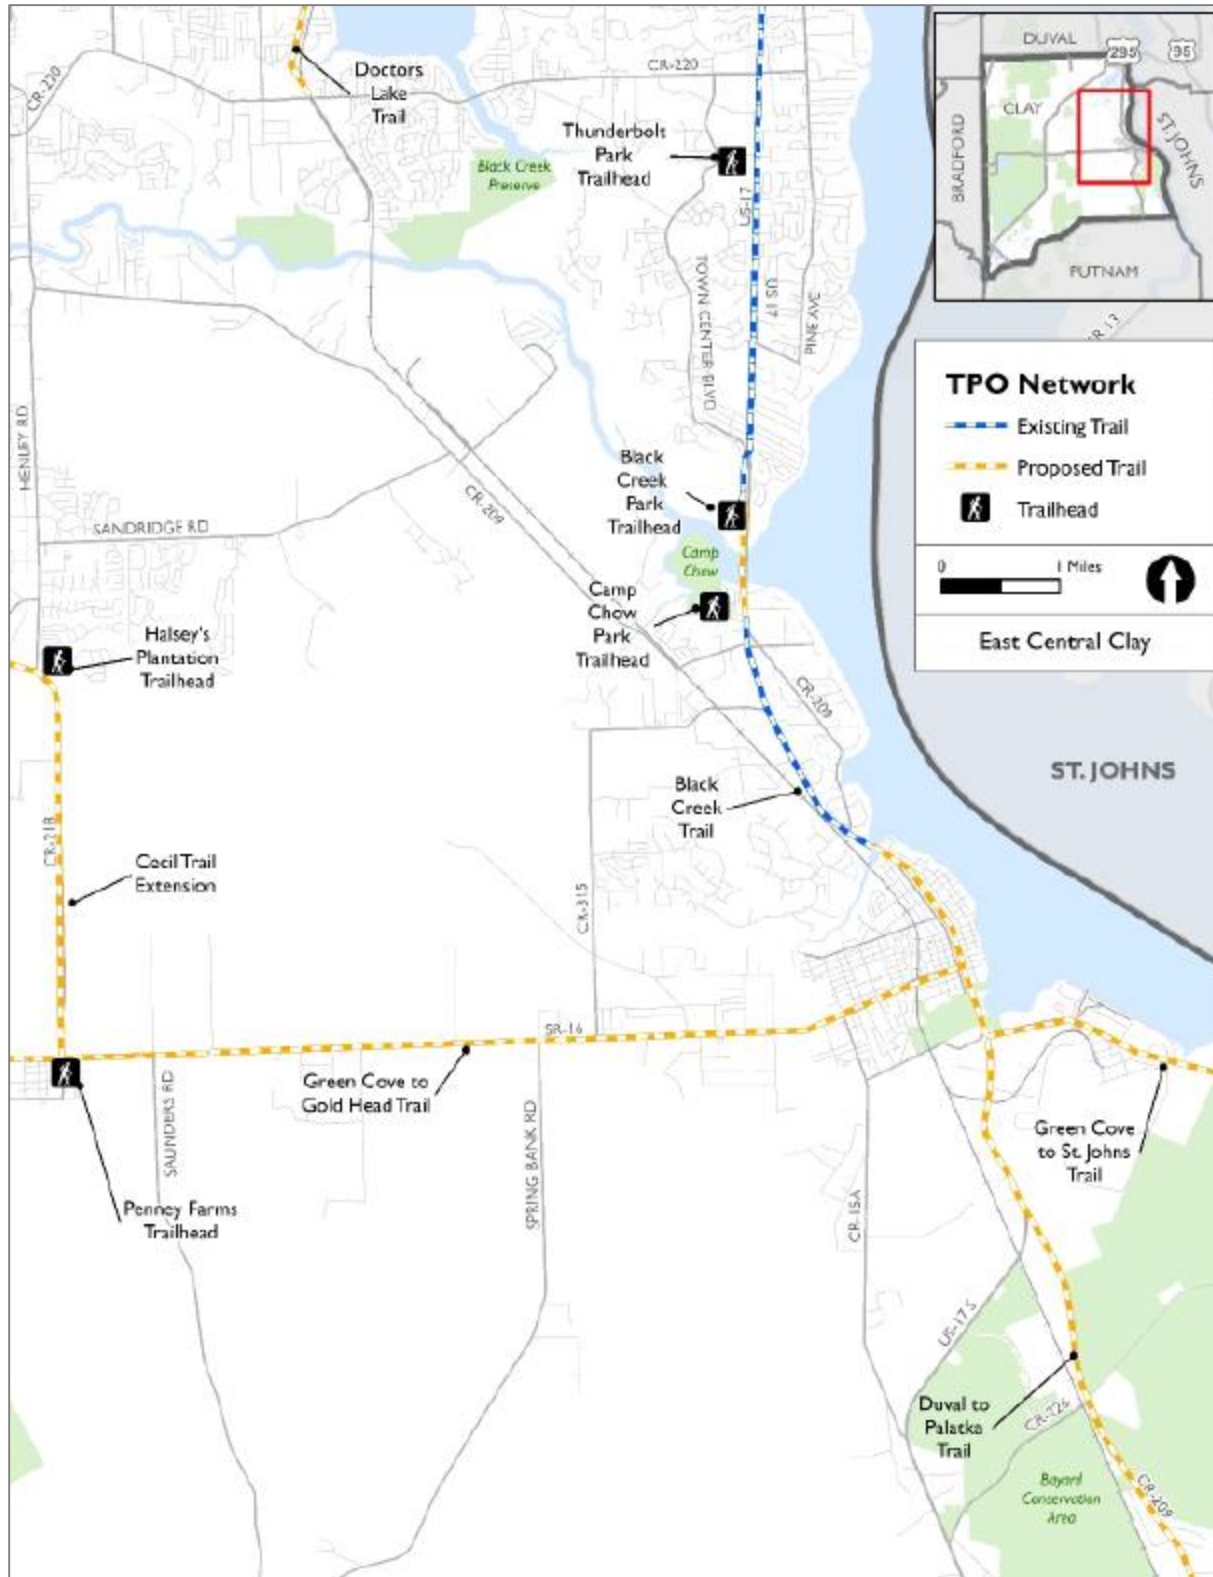 DUVAL
295
95
CLAY
BRADFORD
ST. JOHNS
PUTNAM
CR-220
CR-220
Doctors
Lake
Trail
Thunderbolt
Park
Trailhead
Black Creek
Preserve
US-17
US 17
TOWN CENTER BLVD
PINE AVE
TPO Network
Existing Trail
Proposed Trail
Trailhead
0
1 Miles
East Central Clay
HENLEY RD
Black
Creek
Park
Trailhead
CR-209
SANDRIDGE RD
Camp
Chow
Camp
Chow
Park
Trailhead
Halsey's
Plantation
Trailhead
CR-209
ST. JOHNS
Black
Creek
Trail
CR-218
Cecil Trail
Extension
CR-315
SR-16
Green Cove to
Gold Head Trail
SAUNDERS RD
SPRING BANK RD
Green Cove
to St. Johns
Trail
Penney Farms
Trailhead
CR-15A
US-17 S
Duval to
Palatka
Trail
CR-226
Bayard
Conservation
Area
CR-209